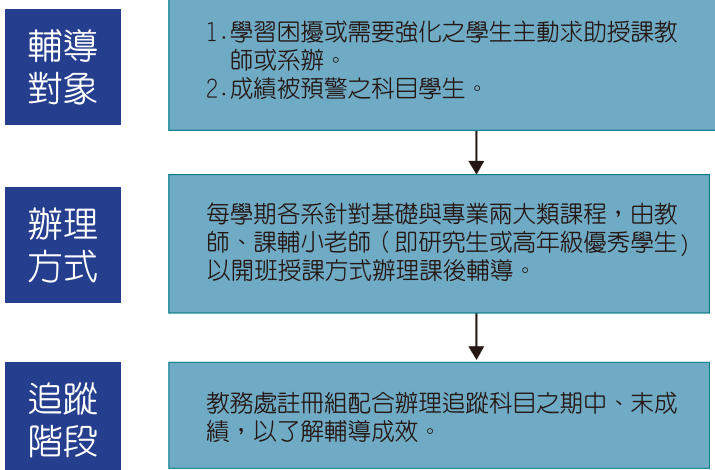 輔導
對象
1.學習困擾或需要強化之學生主動求助授課教
師或系辦。
2.成績被預警之科目學生。
辦理
方式
每學期各系針對基礎與專業兩大類課程，由教
師、課輔小老師（即研究生或高年級優秀學生)
以開班授課方式辦理課後輔導。
追蹤
階段
教務處註冊組配合辦理追蹤科目之期中、末成
績，以了解輔導成效。